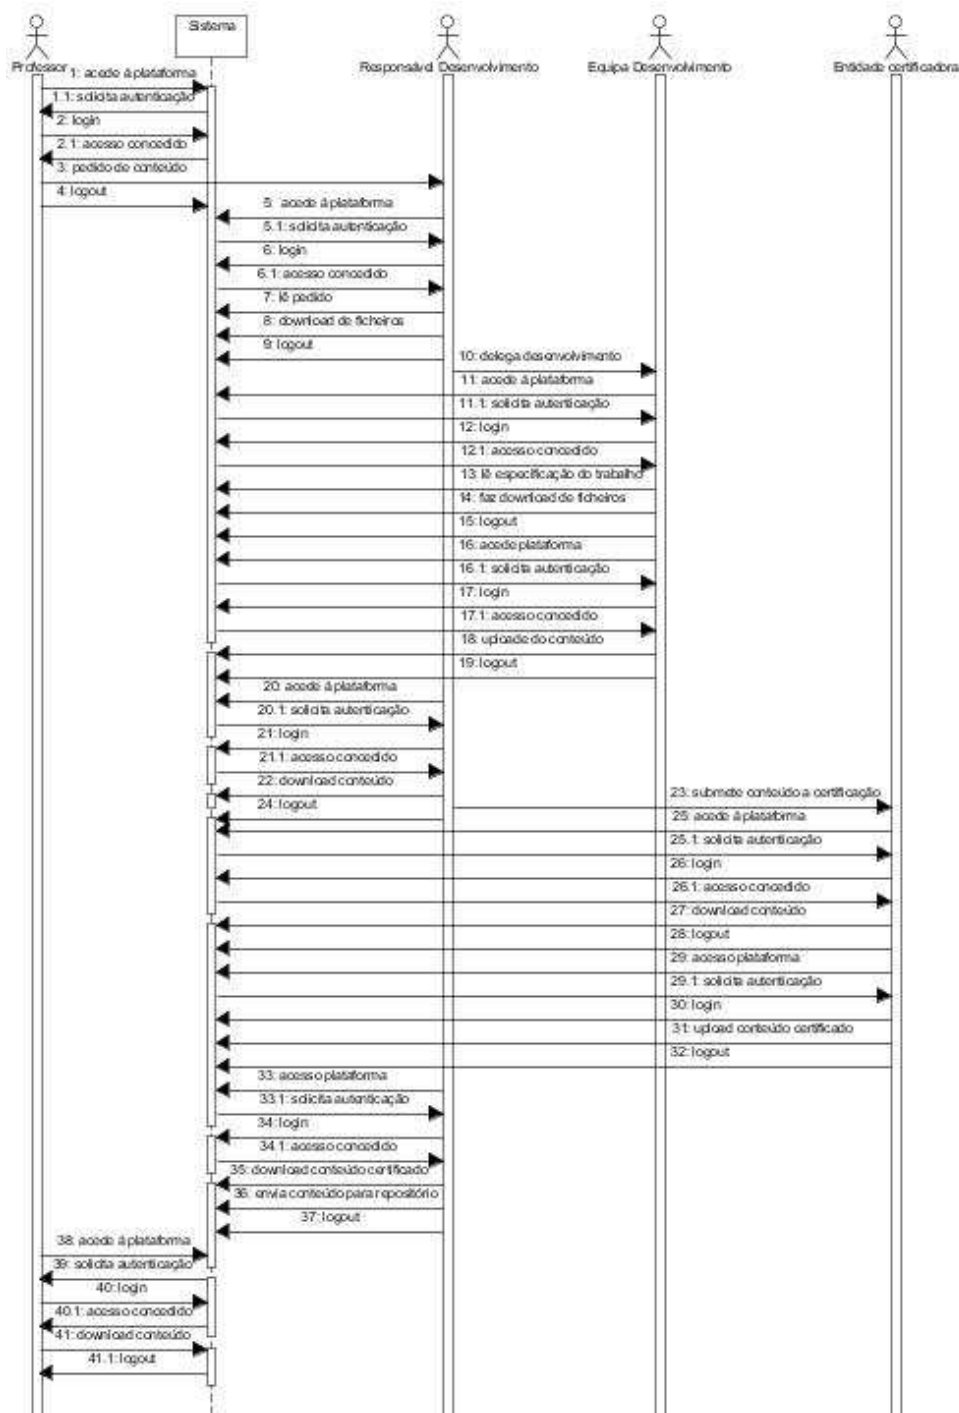 Sistema
Professor
Responsável Desenvolvimento
Equipa Desenvolvimento
Entidade certificadora
1: acede á plataforma
1.1: solicita autenticação
2: login
2.1: acesso concedido
3: pedido de conteúdo
4: logout
5: acede á plataforma
5.1: solicita autenticação
6: login
6.1: acesso concedido
7: lê pedido
8: download de ficheiros
9: logout
10: delega desenvolvimento
11: acede á plataforma
11.1: solicita autenticação
12: login
12.1: acesso concedido
13: lê especificação do trabalho
14: faz download de ficheiros
15: logout
16: acede plataforma
16.1: solicita autenticação
17: login
17.1: acesso concedido
18: uploade do conteúdo
19: logout
20: acede á plataforma
20.1: solicita autenticação
21: login
21.1: acesso concedido
22: download conteúdo
23: submete conteúdo a certificação
24: logout
25: acede á plataforma
25.1: solicita autenticação
26: login
26.1: acesso concedido
27: download conteúdo
28: logout
29: acesso plataforma
29.1: solicita autenticação
30: login
31: upload conteúdo certificado
32: logout
33: acesso plataforma
33.1: solicita autenticação
34: login
34.1: acesso concedido
35: download conteúdo certificado
36: envia conteúdo para repositório
37: logout
38: acede á plataforma
39: solicita autenticação
40: login
40.1: acesso concedido
41: download conteúdo
41.1: logout